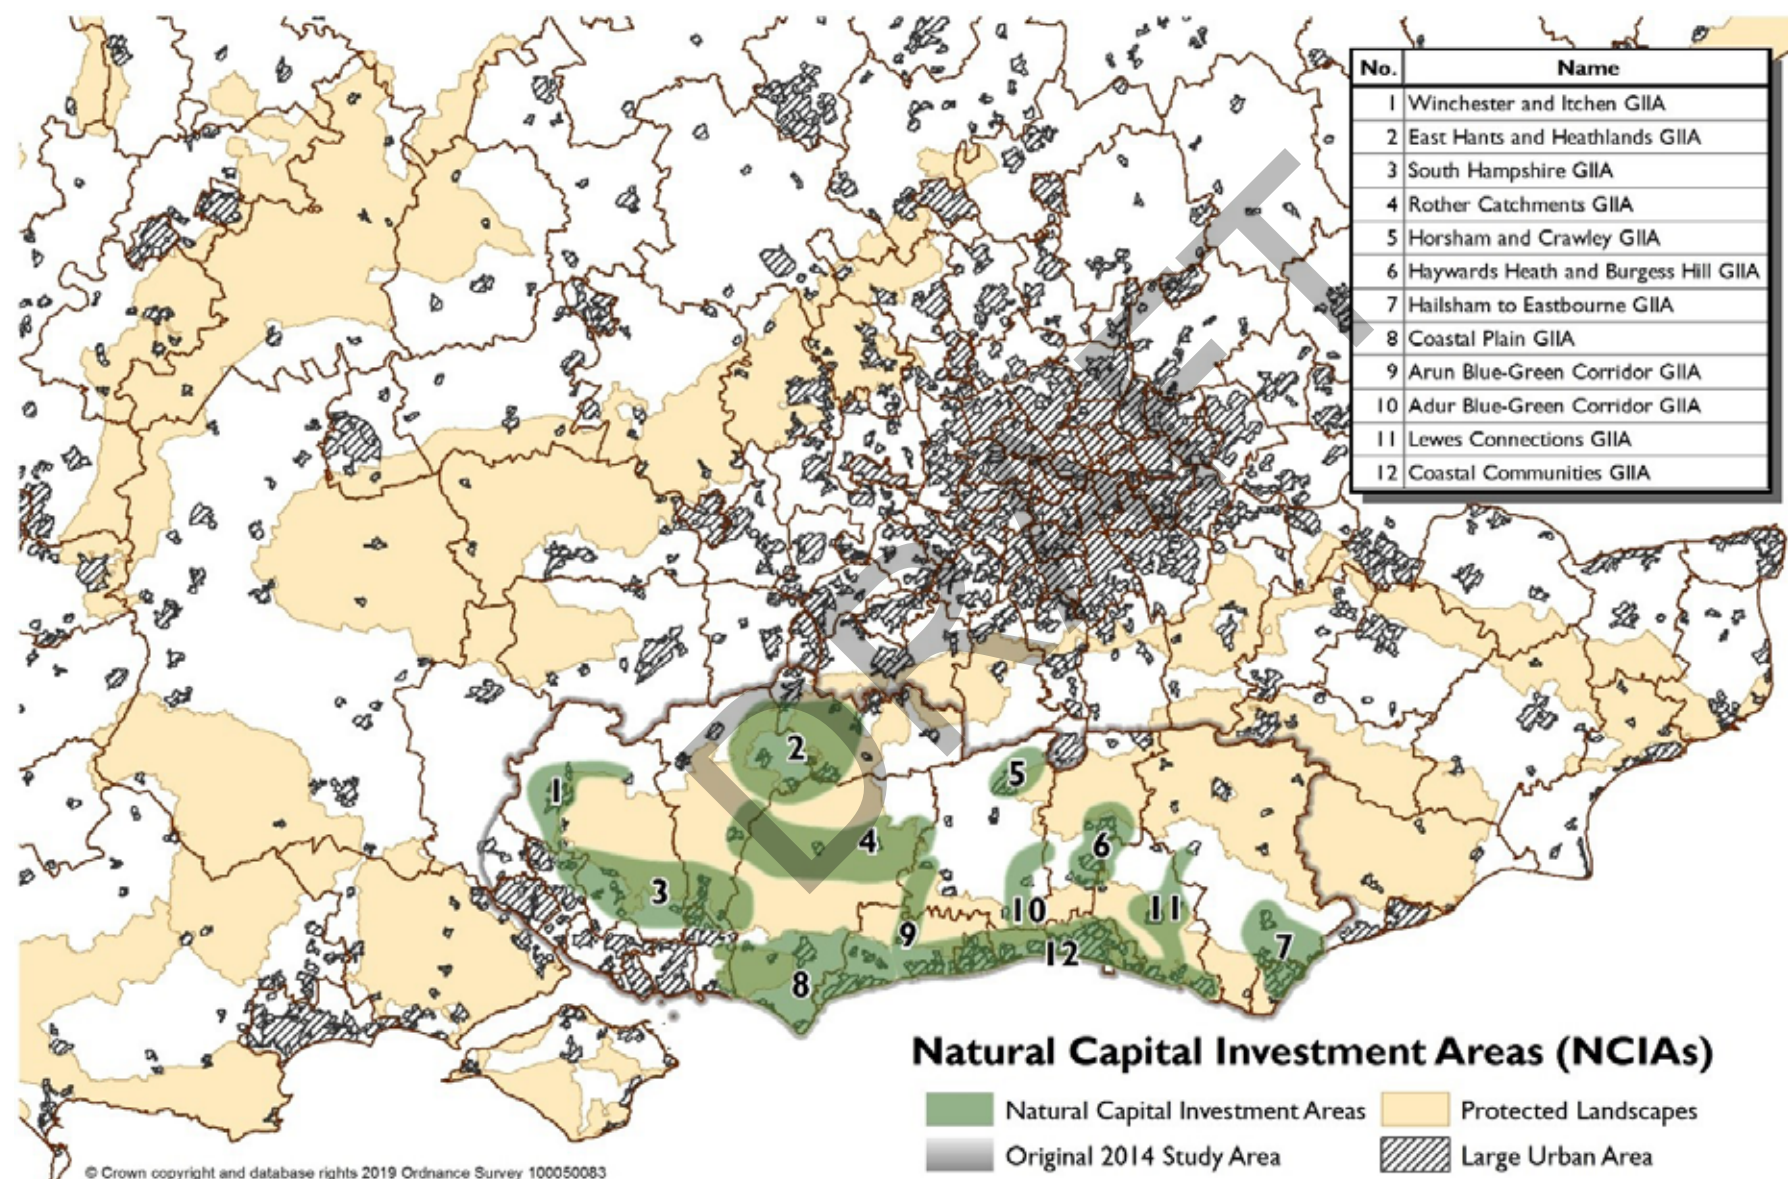 No. Name
1 Winchester and Itchen GIIA
2 East Hants and Heathlands GIIA
3 South Hampshire GIIA
4 Rother Catchments GIIA
5 Horsham and Crawley GIIA
6 Haywards Heath and Burgess Hill GIIA
7 Hailsham to Eastbourne GIIA
8 Coastal Plain GIIA
9 Arun Blue-Green Corridor GIIA
10 Adur Blue-Green Corridor GIIA
11 Lewes Connections GIIA
12 Coastal Communities GIIA
DRAFT
2
5
1
4
6
3
10
11
9
12
7
8
Natural Capital Investment Areas (NCIAs)
Natural Capital Investment Areas
Protected Landscapes
Original 2014 Study Area
Large Urban Area
© Crown copyright and database rights 2019 Ordnance Survey 100050083